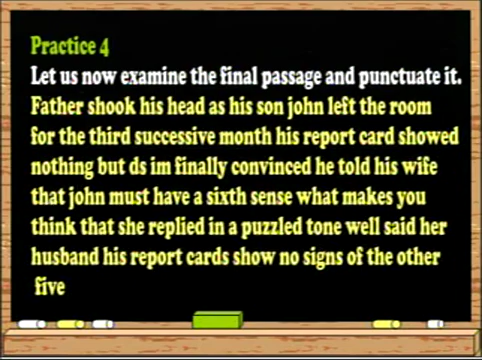 Practice 4
Let us now examine the final passage and punctuate it.
Father shook his head as his son john left the room
for the third successive month his report card showed
nothing but ds im finally convinced he told his wife
that john must have a sixth sense what makes you
think that she replied in a puzzled tone well said her
husband his report cards show no signs of the other
five